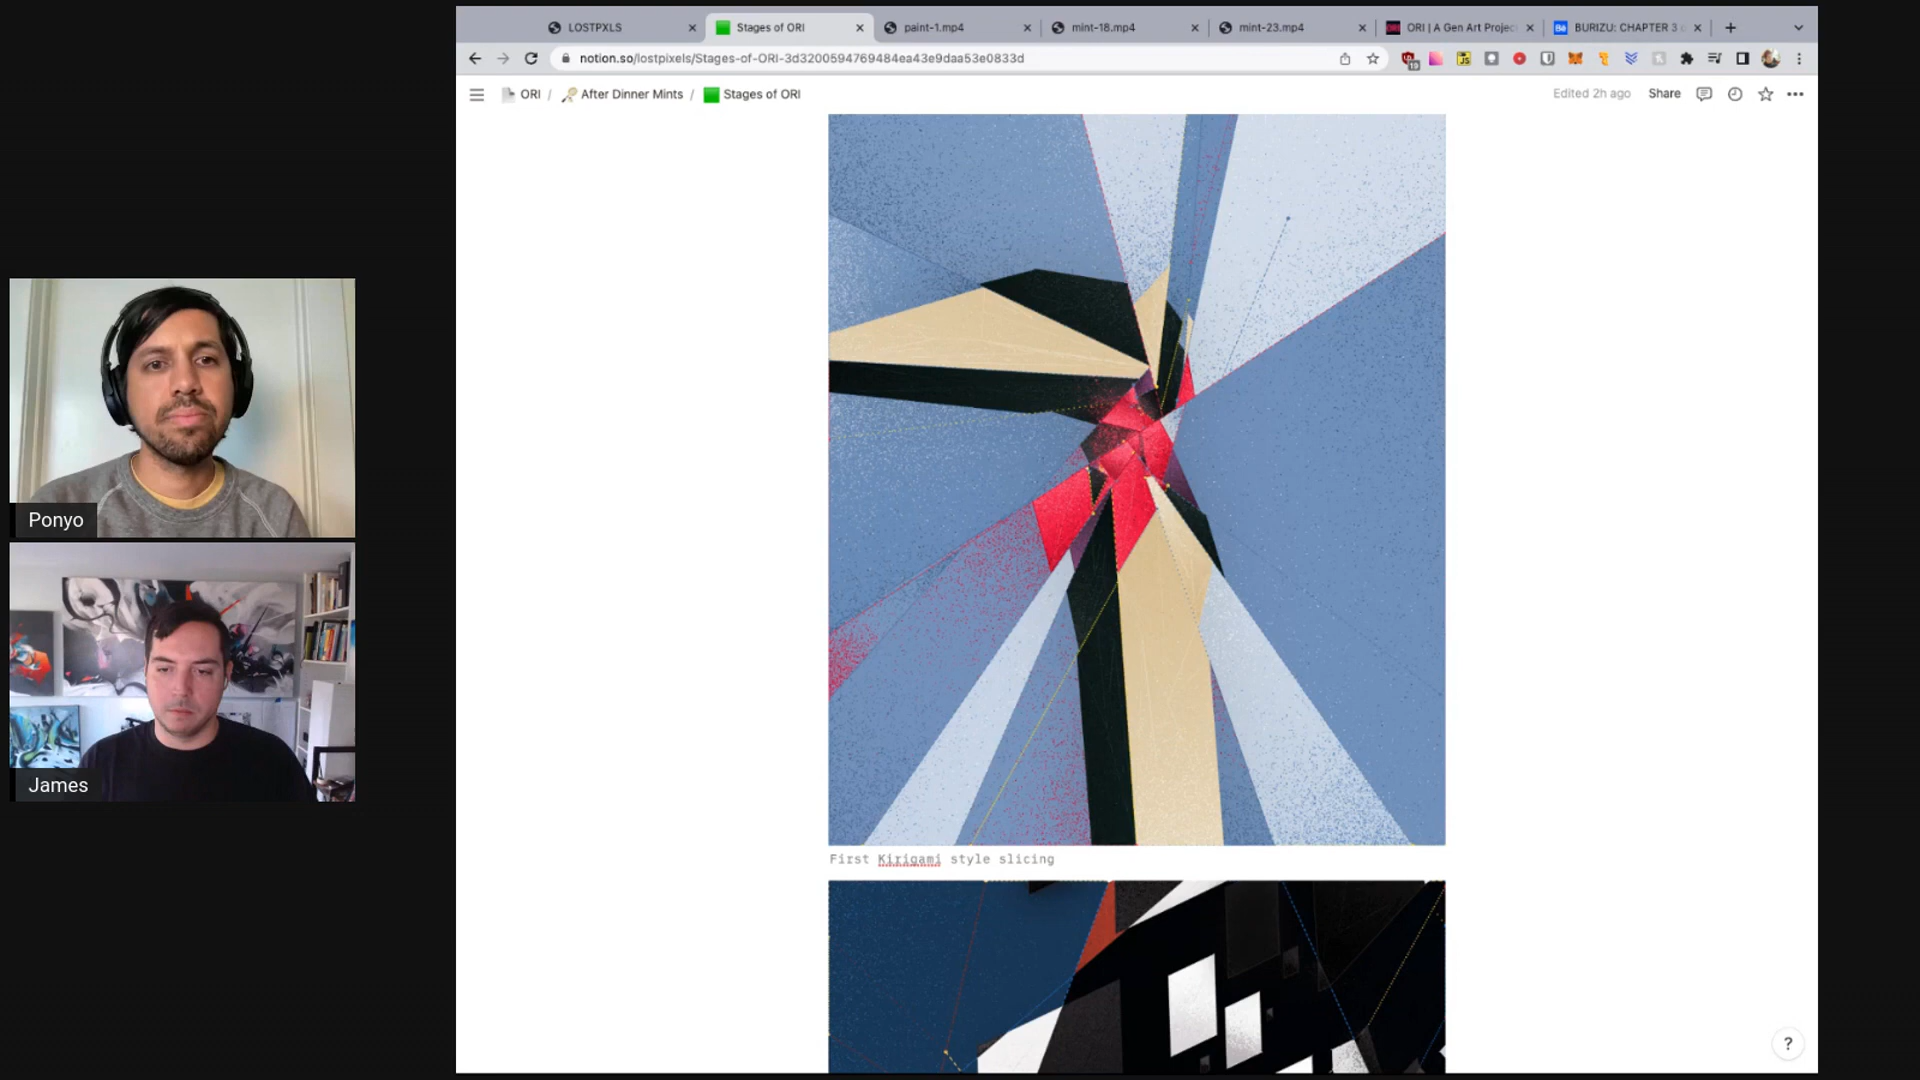 LOSTPXLS
Stages of ORI
paint-1.mp4
mint-18.mp4
mint-23.mp4
ORI | A Gen Art Projec
BURIZU: CHAPTER 3
notion.so/lostpixels/Stages-of-ORI-3d3200594769484ea43e9daa53e0833d
ORI / After Dinner Mints / Stages of ORI
Edited 2h ago
Share
Ponyo
James
First Kirigami style slicing
?